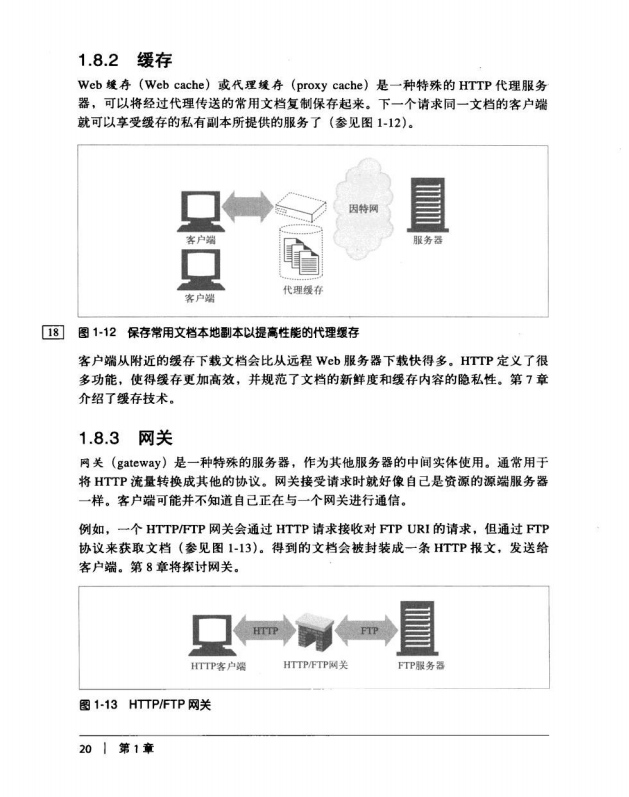 1.8.2 缓存
Web 缓存（Web cache）或代理缓存（proxy cache）是一种特殊的 HTTP 代理服务
器，可以将经过代理传送的常用文档复制保存起来。下一个请求同一文档的客户端
就可以享受缓存的私有副本所提供的服务了（参见图 1-12）。
客户端
因特网
服务器
客户端
代理缓存
18
图 1-12 保存常用文档本地副本以提高性能的代理缓存
客户端从附近的缓存下载文档会比从远程 Web 服务器下载快得多。HTTP 定义了很
多功能，使得缓存更加高效，并规范了文档的新鲜度和缓存内容的隐私性。第 7 章
介绍了缓存技术。
1.8.3 网关
网关（gateway）是一种特殊的服务器，作为其他服务器的中间实体使用。通常用于
将 HTTP 流量转换成其他的协议。网关接受请求时就好像自己是资源的源端服务器
一样。客户端可能并不知道自己正在与一个网关进行通信。
例如，一个 HTTP/FTP 网关会通过 HTTP 请求接收对 FTP URI 的请求，但通过 FTP
协议来获取文档（参见图 1-13）。得到的文档会被封装成一条 HTTP 报文，发送给
客户端。第 8 章将探讨网关。
HTTP
FTP
HTTP客户端
HTTP/FTP网关
FTP服务器
图 1-13 HTTP/FTP 网关
20 | 第 1 章